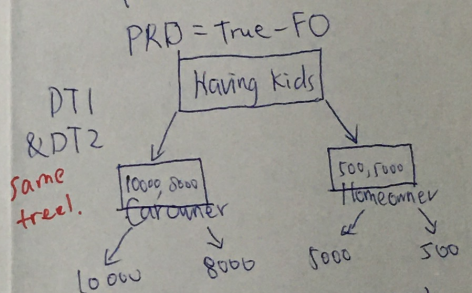 PRD = True-FO
Having Kids
DT1
& DT2
same
tree!.
10000, 8000
Carowner
500, 5000
Homeowner
10000
8000
5000
500